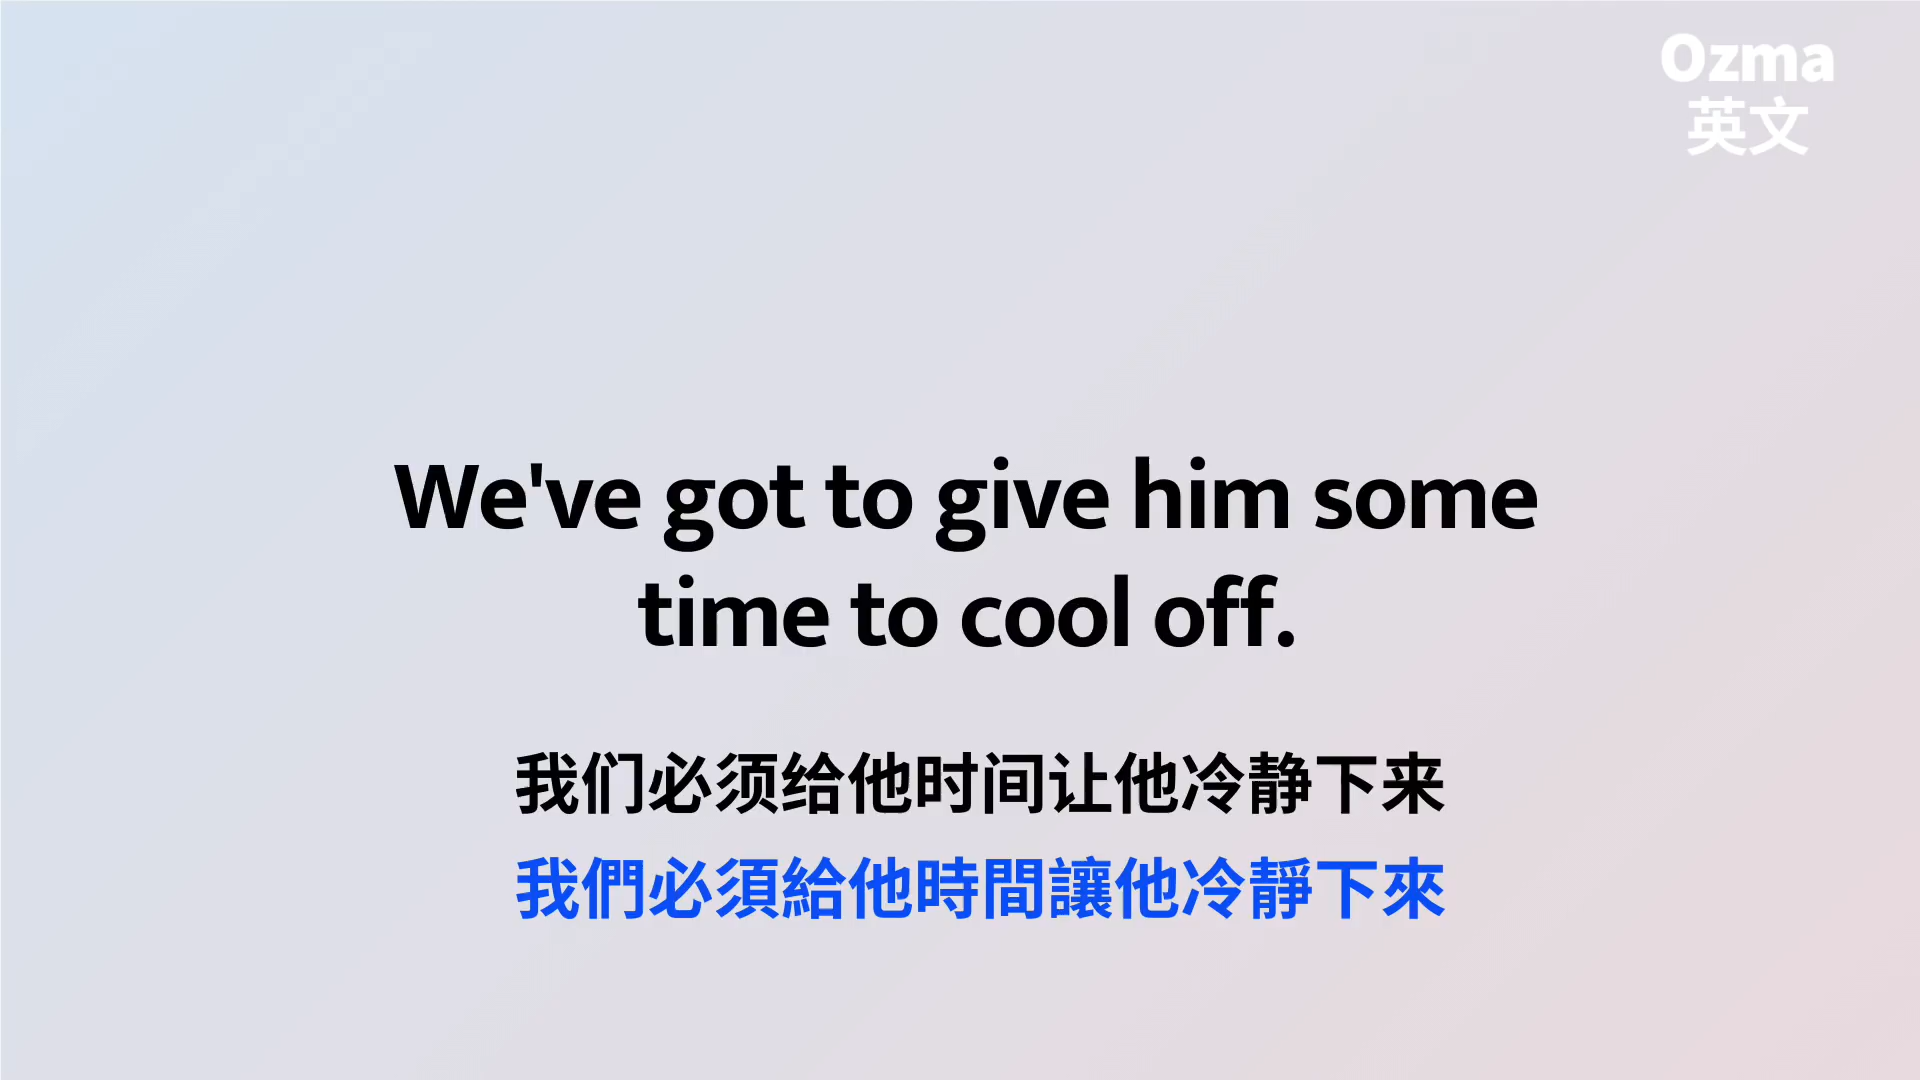 Ozma
英文
We've got to give him some
time to cool off.
我们必须给他时间让他冷静下来
我們必須給他時間讓他冷靜下來